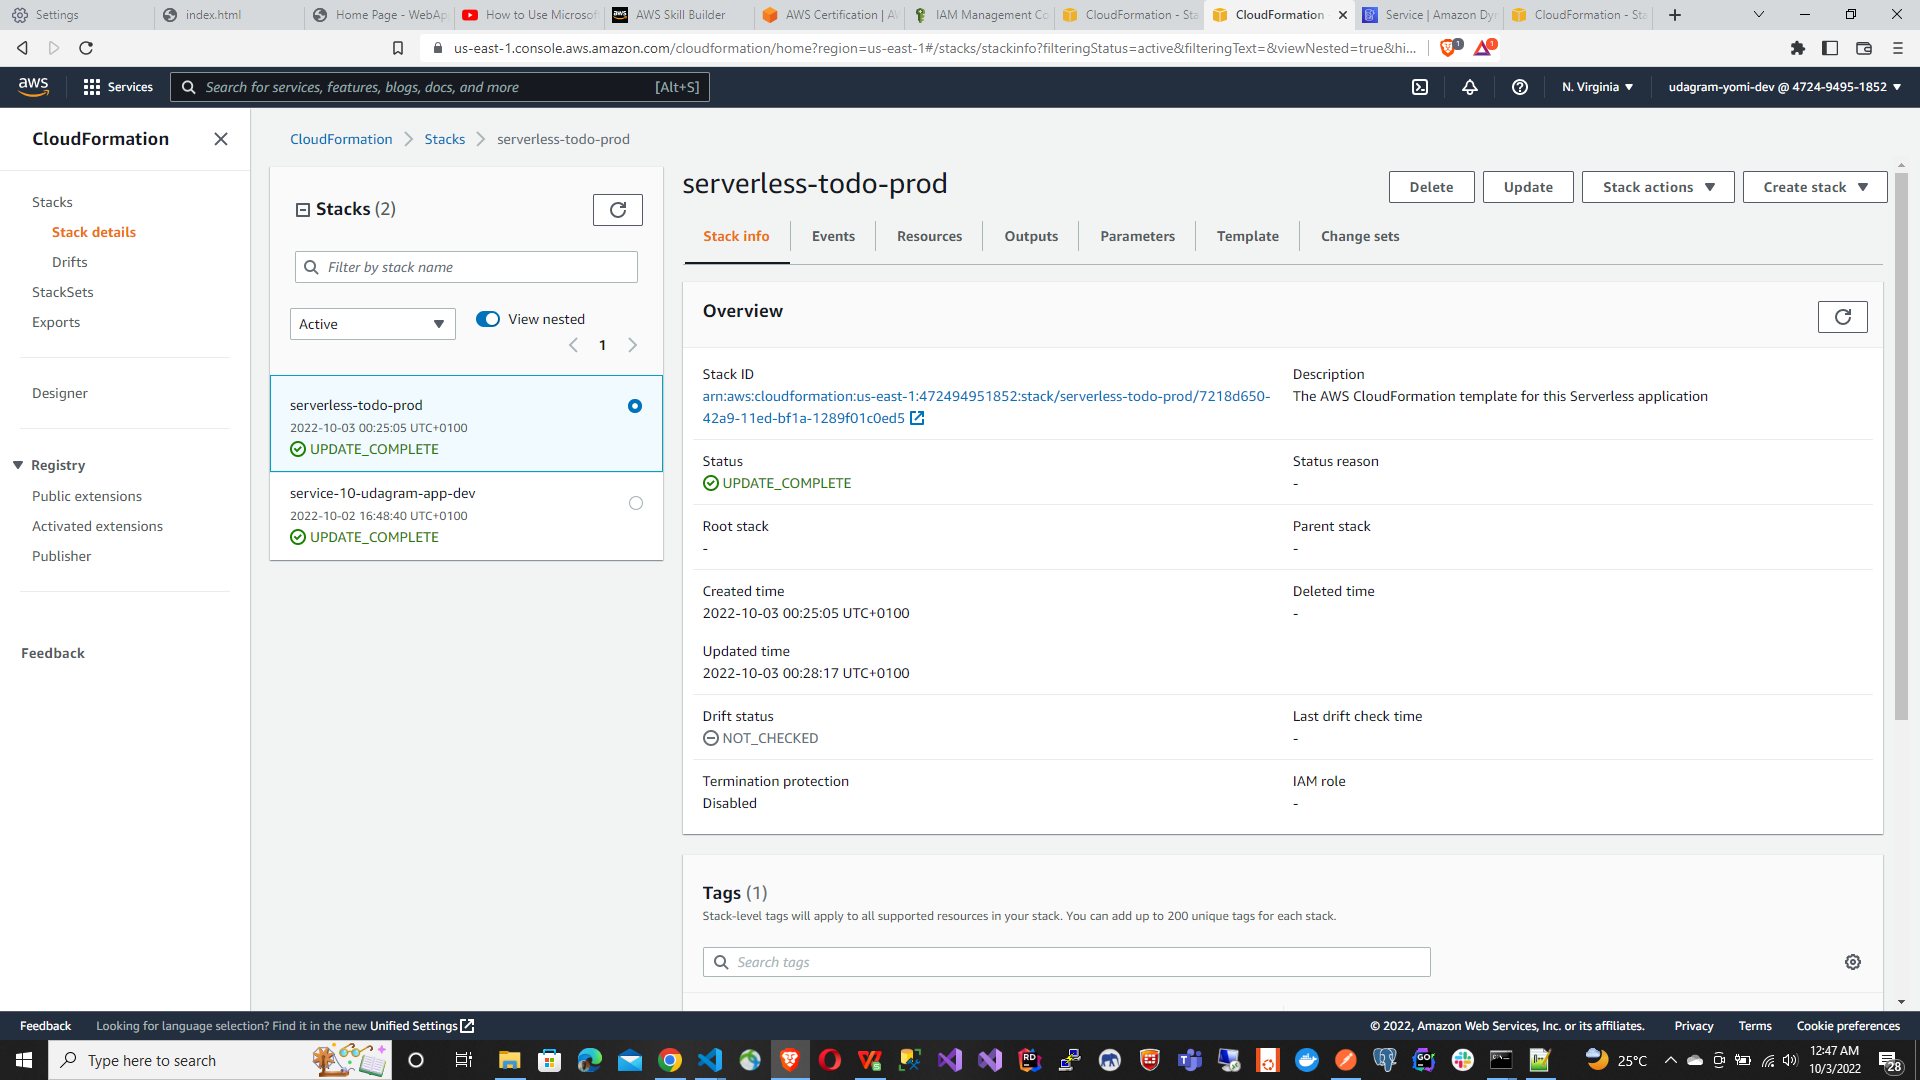 Settings
index.html
Home Page - WebAp
How to Use Microsof
AWS Skill Builder
AWS Certification | A
IAM Management Co
CloudFormation - Sta
CloudFormation
Service | Amazon Dy
CloudFormation - Sta
us-east-1.console.aws.amazon.com/cloudformation/home?region=us-east-1#/stacks/stackinfo?filteringStatus=active&filteringText=&viewNested=true&hi...
1
1
aws
Services
Search for services, features, blogs, docs, and more
[Alt+S]
N. Virginia
udagram-yomi-dev @ 4724-9495-1852
CloudFormation
Stacks
Stack details
Drifts
StackSets
Exports
Designer
Registry
Public extensions
Activated extensions
Publisher
Feedback
CloudFormation
Stacks
serverless-todo-prod
Stacks (2)
Filter by stack name
Active
View nested
1
serverless-todo-prod
2022-10-03 00:25:05 UTC+0100
UPDATE_COMPLETE
service-10-udagram-app-dev
2022-10-02 16:48:40 UTC+0100
UPDATE_COMPLETE
serverless-todo-prod
Delete
Update
Stack actions
Create stack
Stack info
Events
Resources
Outputs
Parameters
Template
Change sets
Overview
Stack ID
arn:aws:cloudformation:us-east-1:472494951852:stack/serverless-todo-prod/7218d650-
42a9-11ed-bf1a-1289f01c0ed5
Description
The AWS CloudFormation template for this Serverless application
Status
UPDATE_COMPLETE
Status reason
-
Root stack
-
Parent stack
-
Created time
2022-10-03 00:25:05 UTC+0100
Deleted time
-
Updated time
2022-10-03 00:28:17 UTC+0100
Drift status
NOT_CHECKED
Last drift check time
-
Termination protection
Disabled
IAM role
-
Tags (1)
Stack-level tags will apply to all supported resources in your stack. You can add up to 200 unique tags for each stack.
Search tags
Feedback
Looking for language selection? Find it in the new Unified Settings
© 2022, Amazon Web Services, Inc. or its affiliates.
Privacy
Terms
Cookie preferences
Type here to search
25°C
12:47 AM
10/3/2022
28